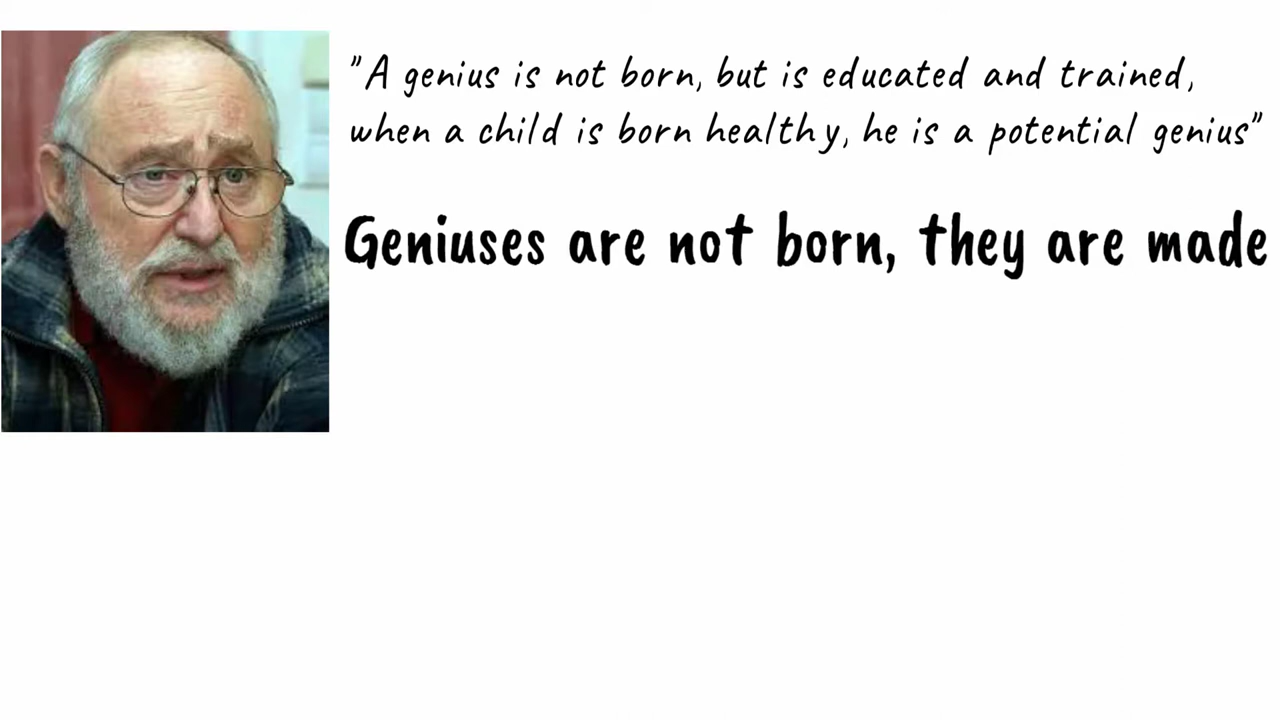 "A genius is not born, but is educated and trained,
when a child is born healthy, he is a potential genius"
Geniuses are not born, they are made